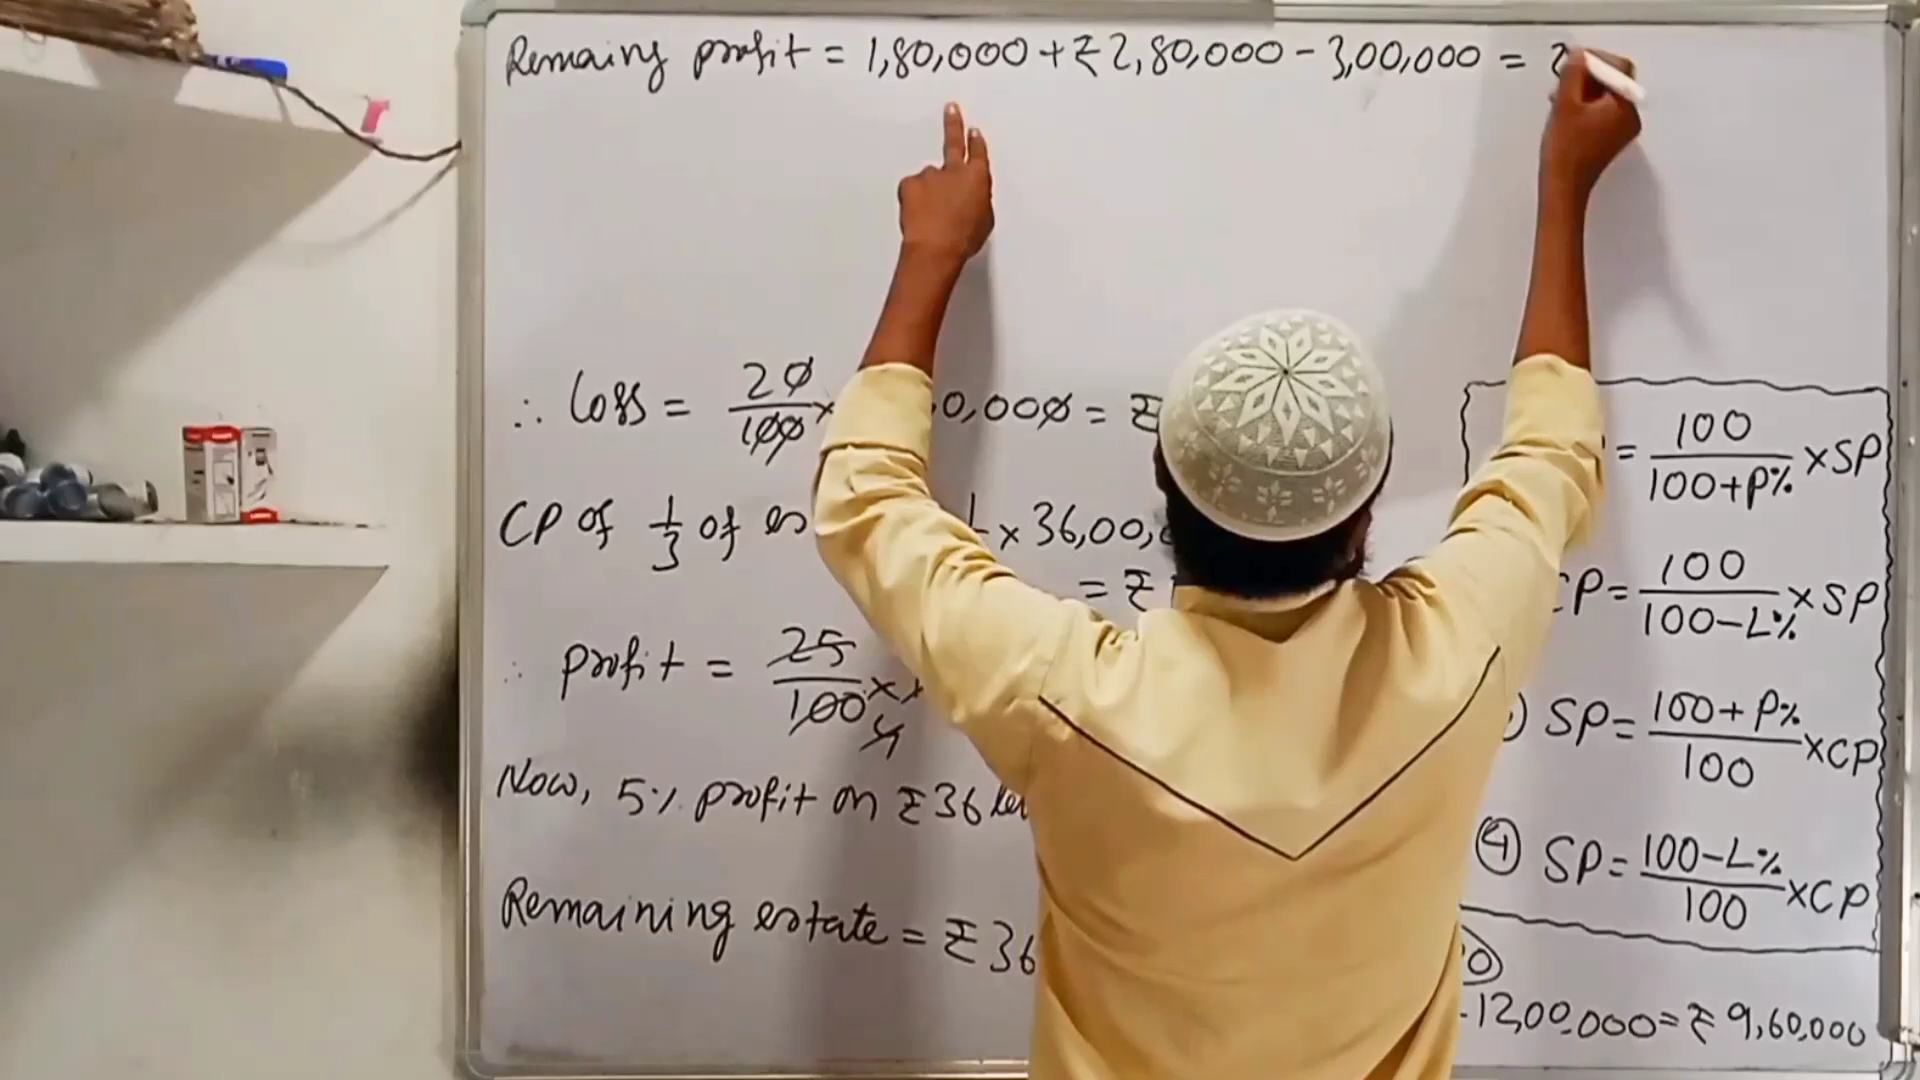 Remaing profit = 1,80,000 + ₹ 2,80,000 - 3,00,000 = ₹
∴ Loss = 20/100 × 0,000 = ₹
CP of 1/3 of es × 36,00,
= ₹
∴ profit = 25/100 ×
Now, 5% profit on ₹36
Remaining estate = ₹36
= 100/100+P% × SP
CP = 100/100-L% × SP
) SP = 100+P%/100 × CP
④ SP = 100-L%/100 × CP
0
- 12,00,000 = ₹ 9,60,000